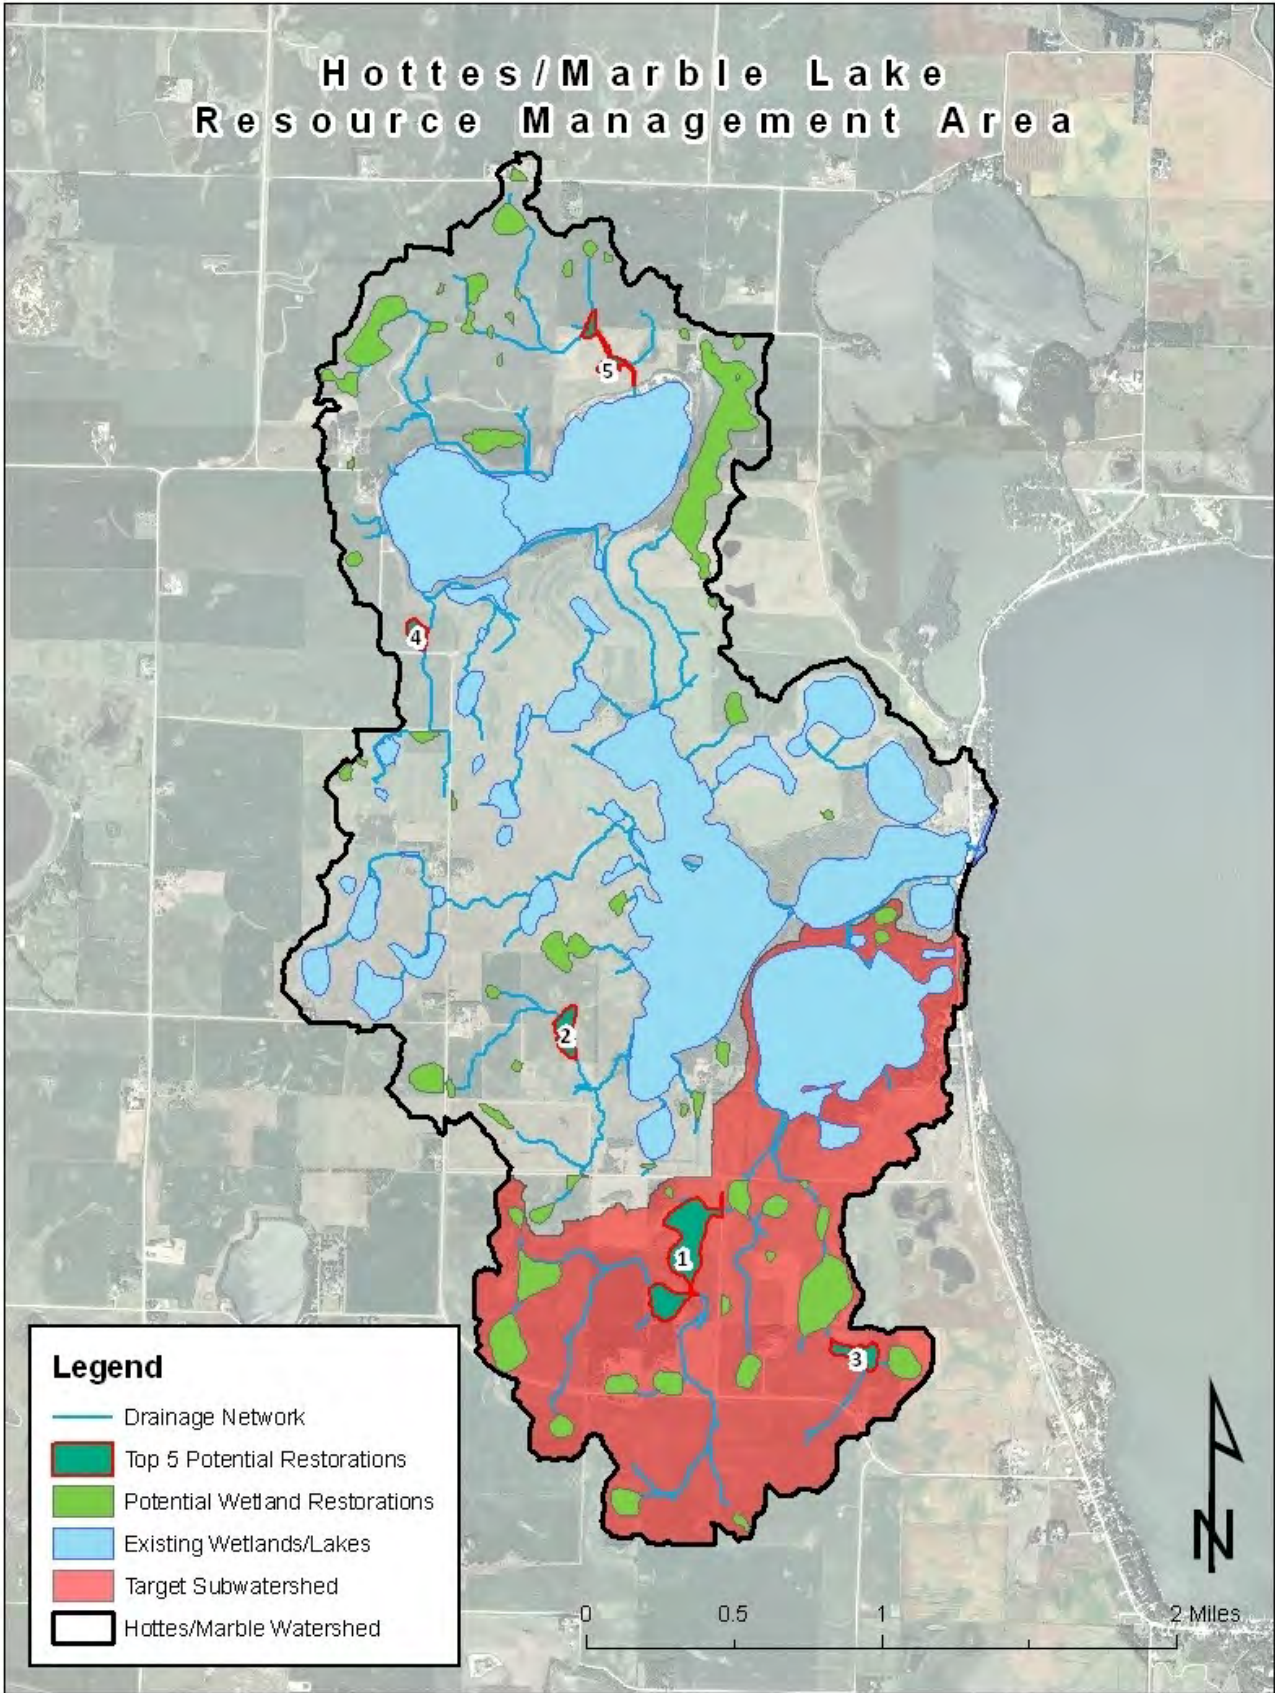 Hottes/Marble Lake
Resource Management Area
5
4
2
1
3
Legend
Drainage Network
Top 5 Potential Restorations
Potential Wetland Restorations
Existing Wetlands/Lakes
Target Subwatershed
Hottes/Marble Watershed
N
0 0.5 1 2 Miles